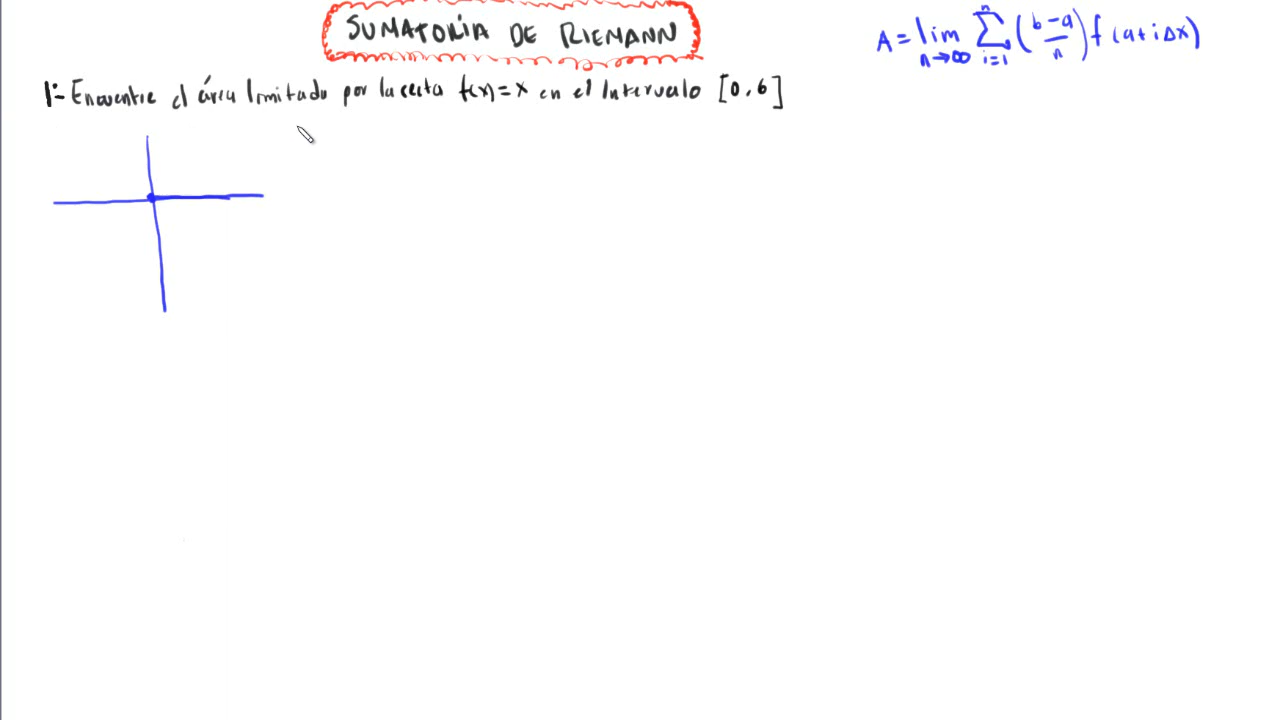 SUMATORIA DE RIEMANN
A = lim n→∞ ∑ i=1 n (b-a/n) f(a+iΔx)
1:- Encuentre el área limitada por la recta f(x)=x en el Intervalo [0,6]